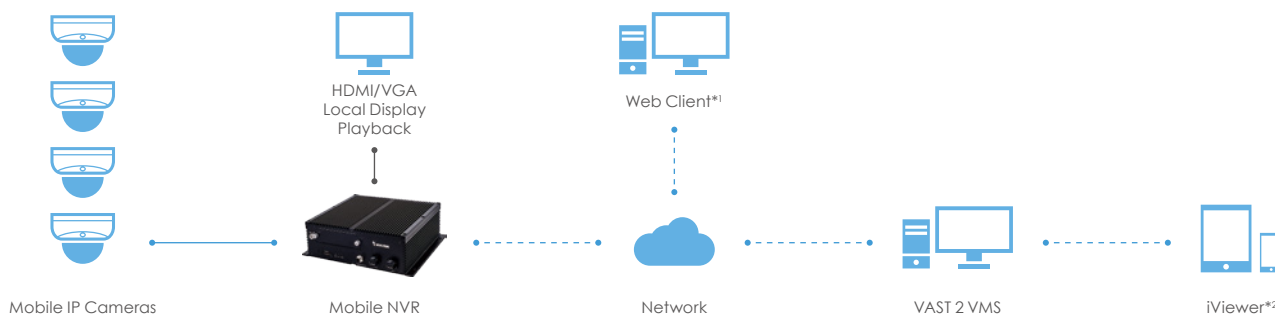 HDMI/VGA
Local Display
Playback
Web Client*1
Mobile IP Cameras
Mobile NVR
Network
VAST 2 VMS
iViewer*2